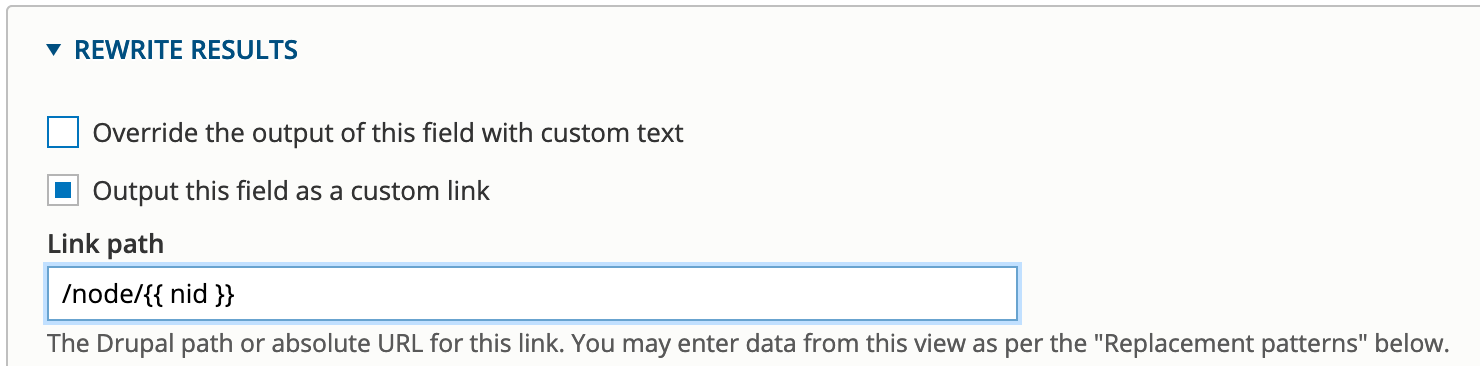 REWRITE RESULTS
Override the output of this field with custom text
Output this field as a custom link
Link path
/node/{{ nid }}
The Drupal path or absolute URL for this link. You may enter data from this view as per the "Replacement patterns" below.